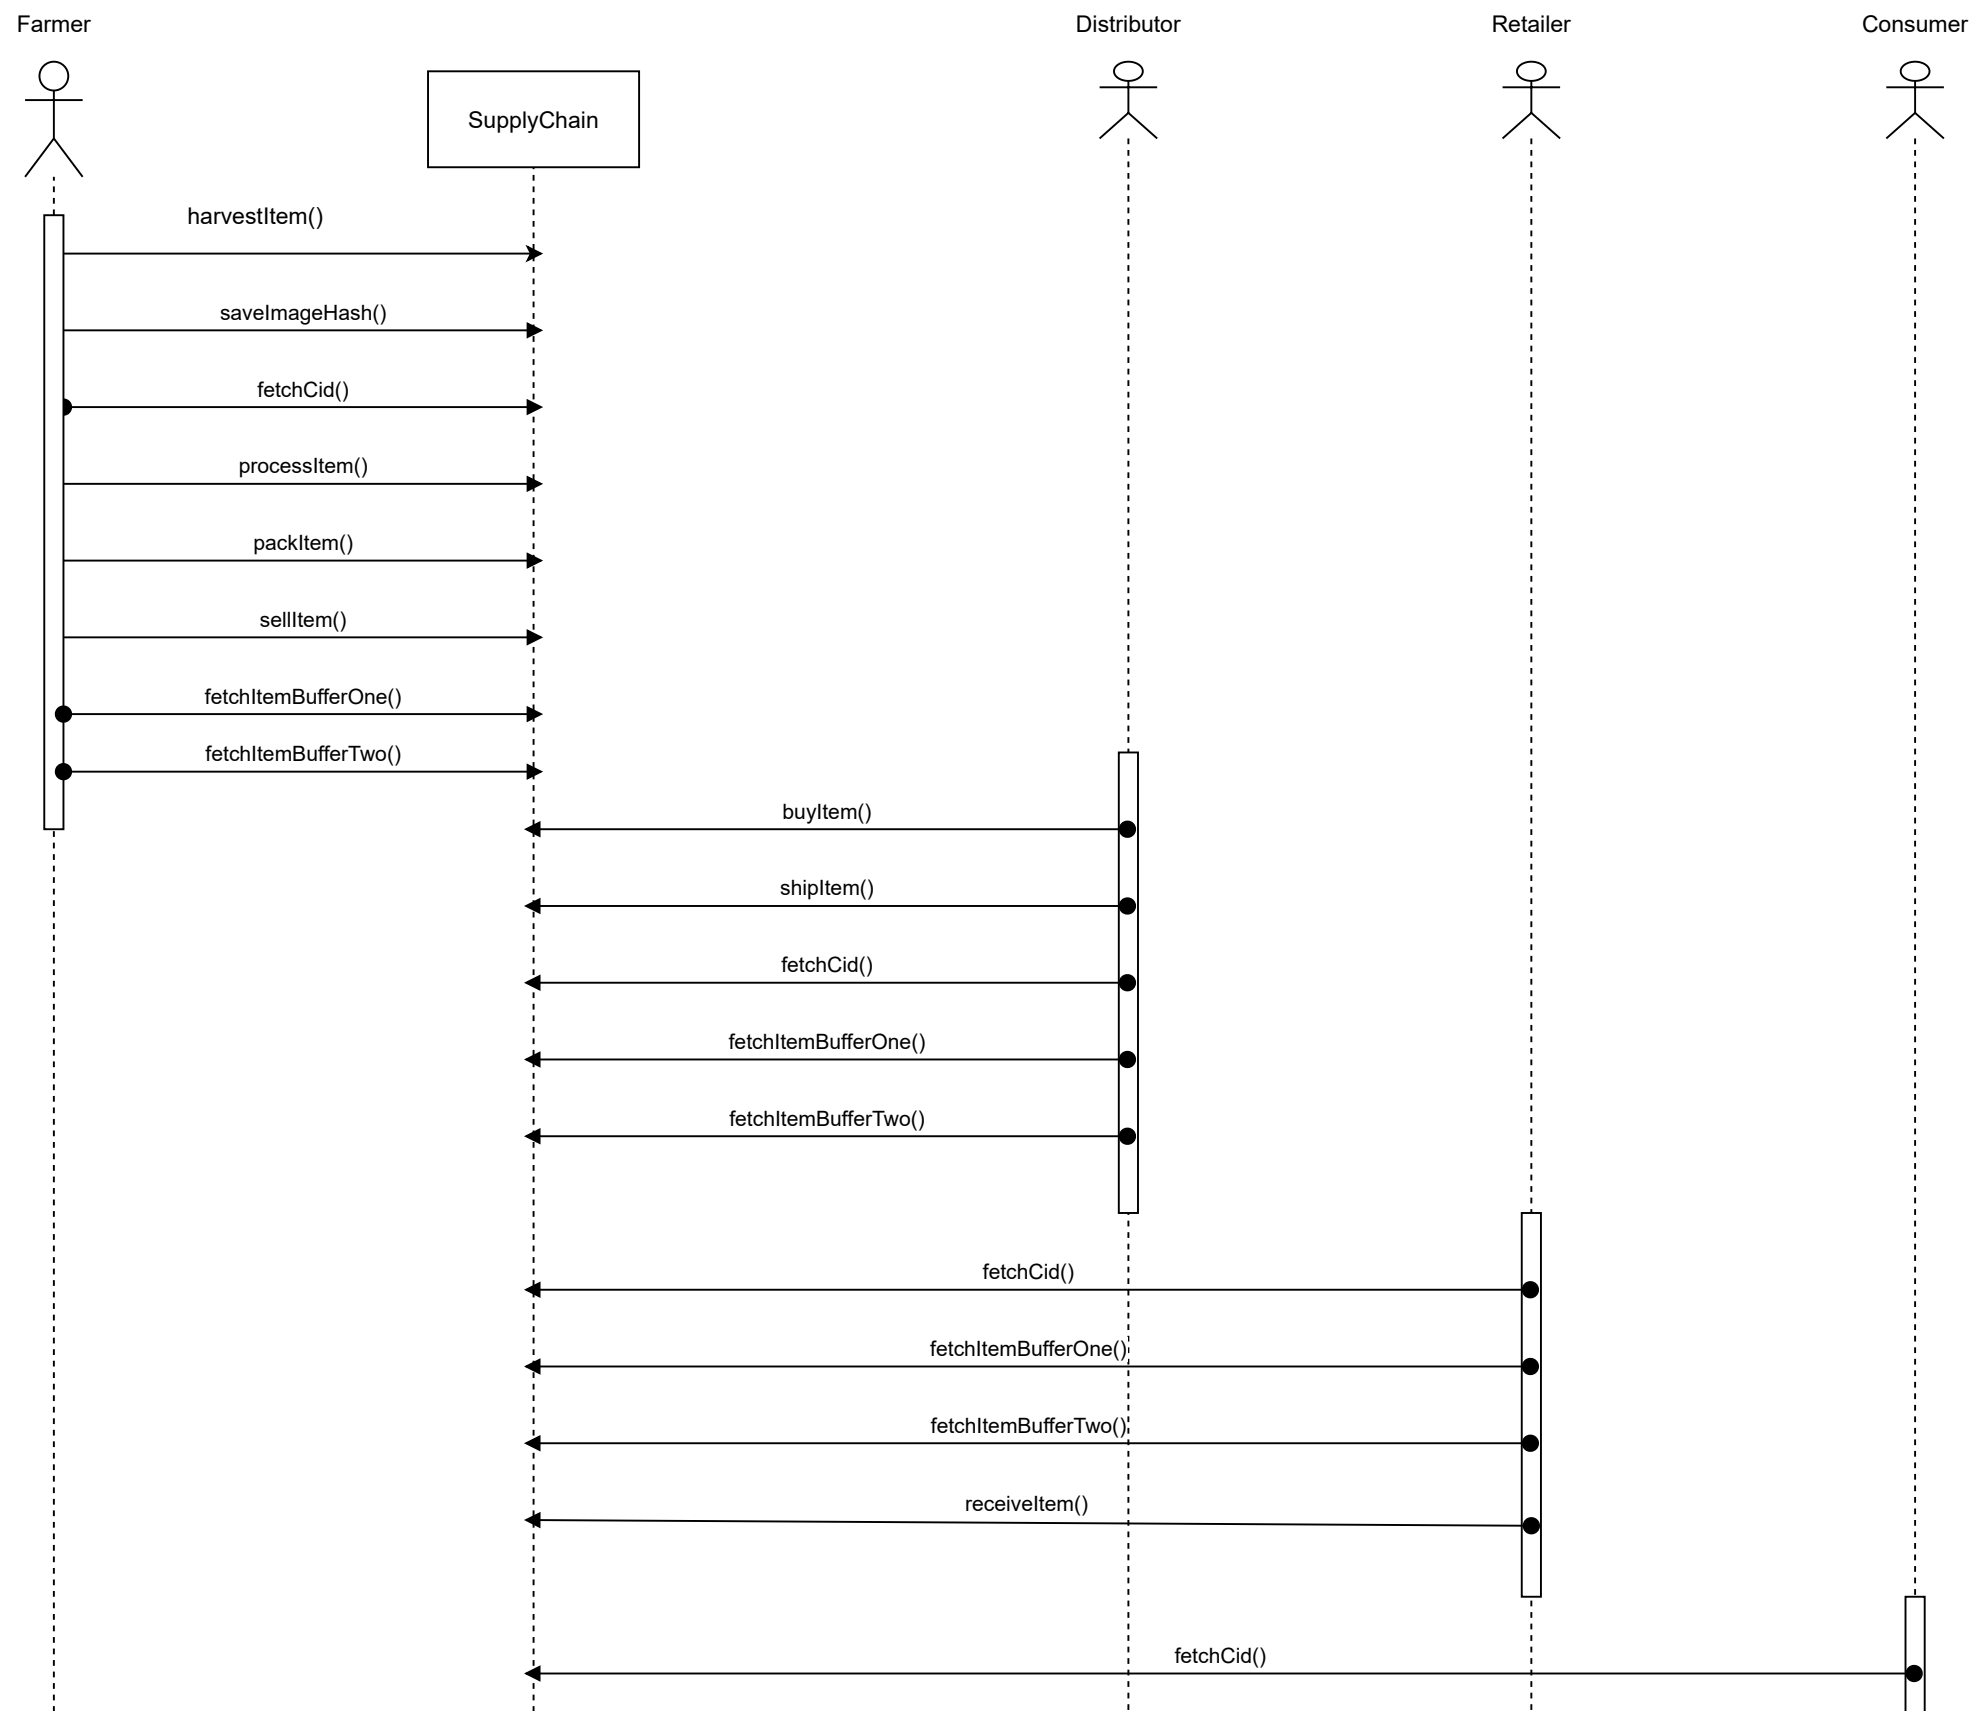 Farmer
Distributor
Retailer
Consumer
SupplyChain
harvestItem()
saveImageHash()
fetchCid()
processItem()
packItem()
sellItem()
fetchItemBufferOne()
fetchItemBufferTwo()
buyItem()
shipItem()
fetchCid()
fetchItemBufferOne()
fetchItemBufferTwo()
fetchCid()
fetchItemBufferOne()
fetchItemBufferTwo()
receiveItem()
fetchCid()